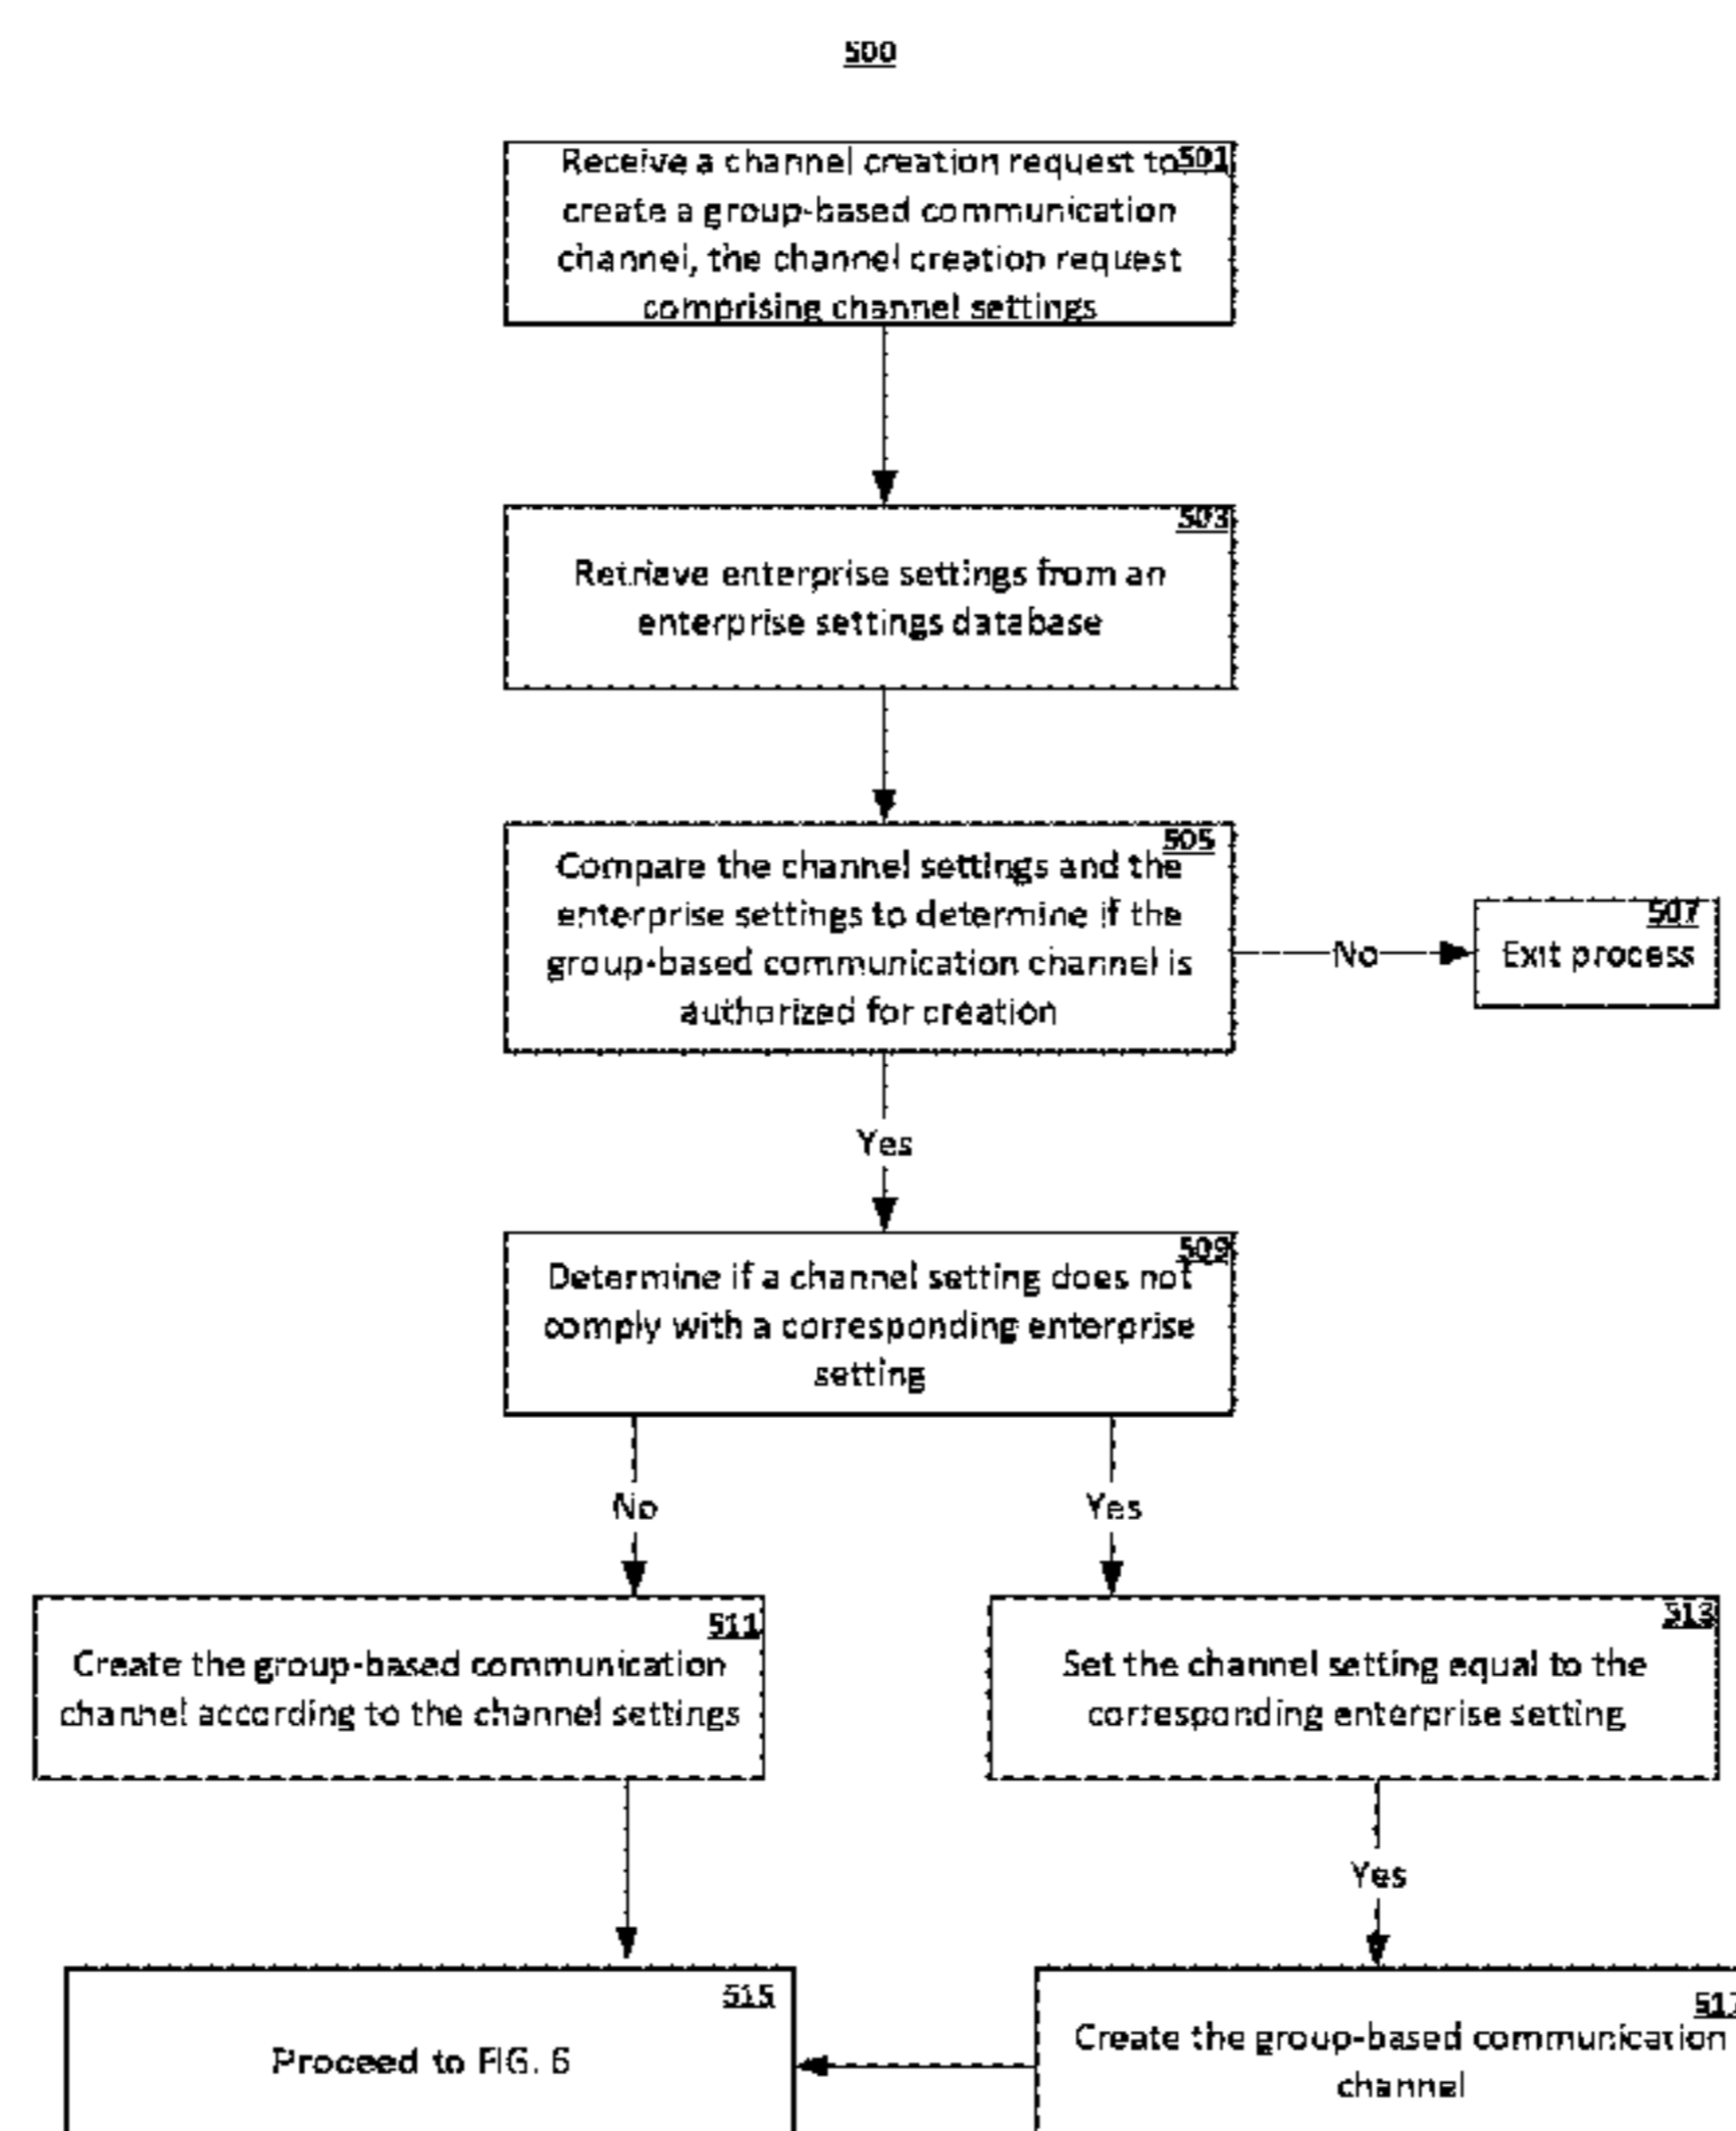 500
501
Receive a channel creation request to
create a group-based communication
channel, the channel creation request
comprising channel settings
503
Retrieve enterprise settings from an
enterprise settings database
505
Compare the channel settings and the
enterprise settings to determine if the
group-based communication channel is
authorized for creation
No
507
Exit process
Yes
509
Determine if a channel setting does not
comply with a corresponding enterprise
setting
No
Yes
511
Create the group-based communication
channel according to the channel settings
513
Set the channel setting equal to the
corresponding enterprise setting
Yes
515
Proceed to FIG. 6
517
Create the group-based communication
channel